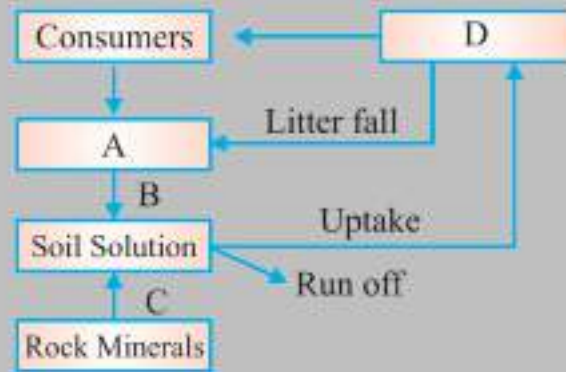 Consumers
D
Litter fall
A
B
Uptake
Soil Solution
Run off
C
Rock Minerals